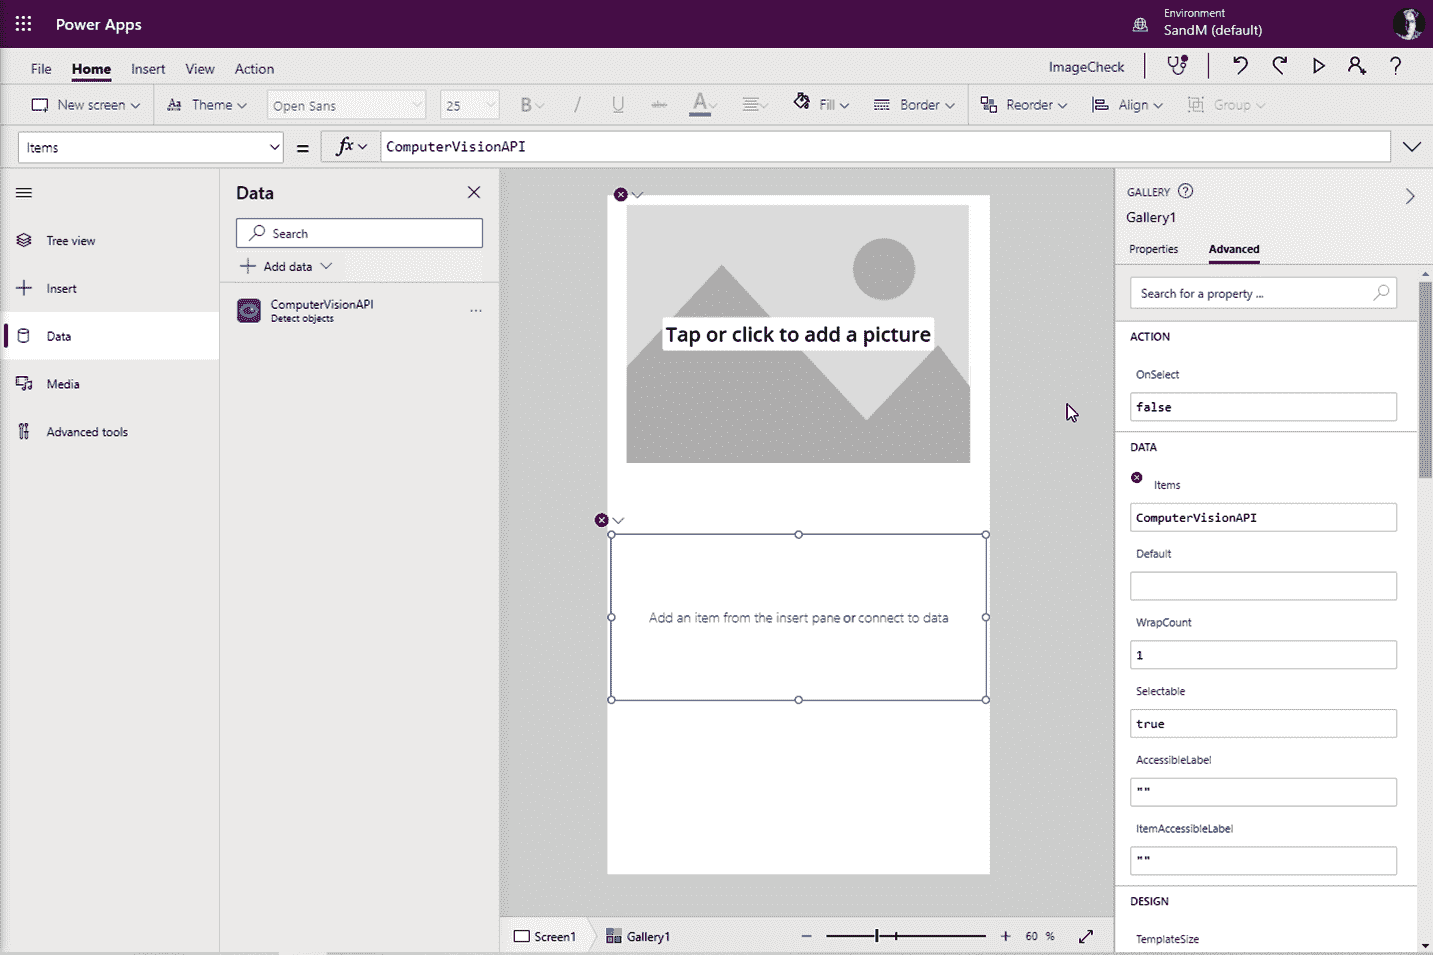 Power Apps
Environment
SandM (default)
File Home Insert View Action
ImageCheck
New screen Theme Open Sans 25 B / U abc A Fill Border Reorder Align Group
Items = fx ComputerVisionAPI
Tree view
Insert
Data
Media
Advanced tools
Data
Search
Add data
ComputerVisionAPI
Detect objects
...
Tap or click to add a picture
Add an item from the insert pane or connect to data
Screen1 Gallery1
60 %
GALLERY ?
Gallery1
Properties Advanced
Search for a property ...
ACTION
OnSelect
false
DATA
Items
ComputerVisionAPI
Default
WrapCount
1
Selectable
true
AccessibleLabel
""
ItemAccessibleLabel
""
DESIGN
TemplateSize